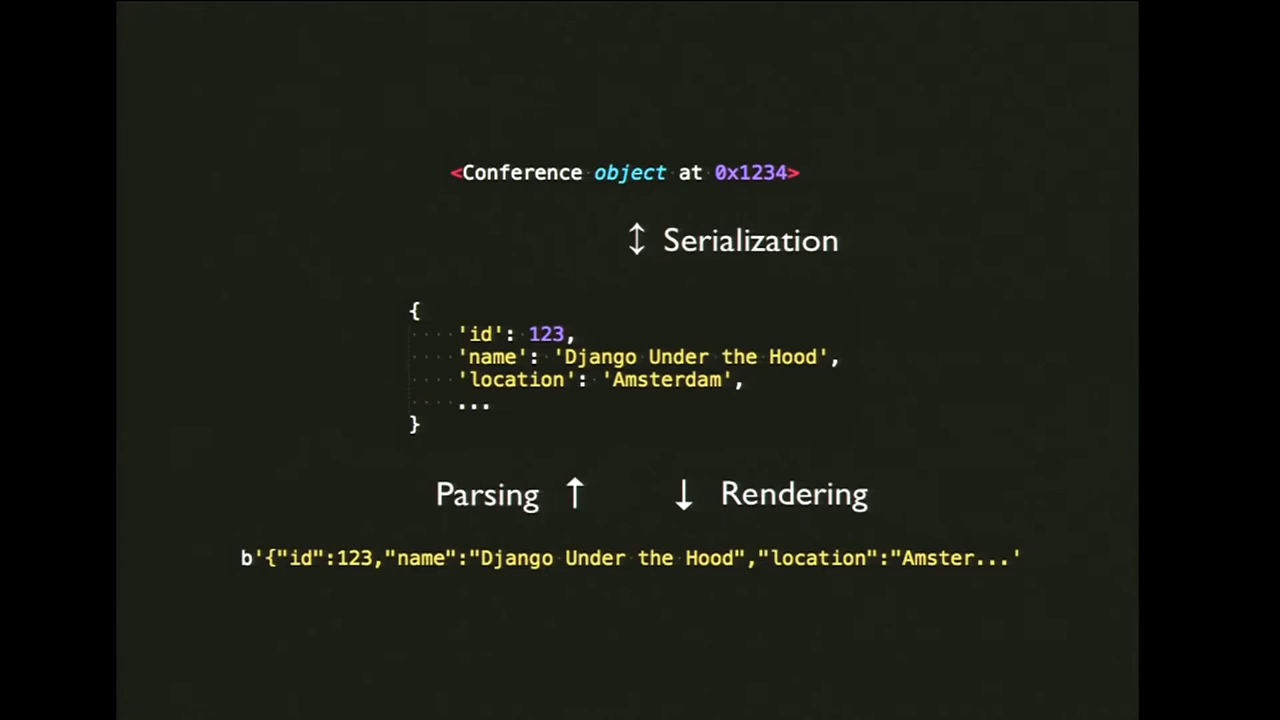 <Conference object at 0x1234>
↕ Serialization
{
    'id': 123,
    'name': 'Django Under the Hood',
    'location': 'Amsterdam',
    ...
}
Parsing ↑ ↓ Rendering
b'{"id":123,"name":"Django Under the Hood","location":"Amster...'